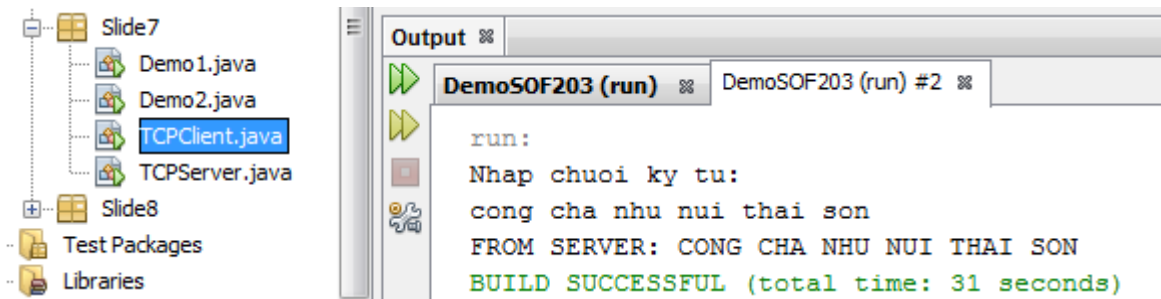 Slide7
Demo1.java
Demo2.java
TCPClient.java
TCPServer.java
Slide8
Test Packages
Libraries
Output
DemoSOF203 (run)
DemoSOF203 (run) #2
run:
Nhap chuoi ky tu:
cong cha nhu nui thai son
FROM SERVER: CONG CHA NHU NUI THAI SON
BUILD SUCCESSFUL (total time: 31 seconds)